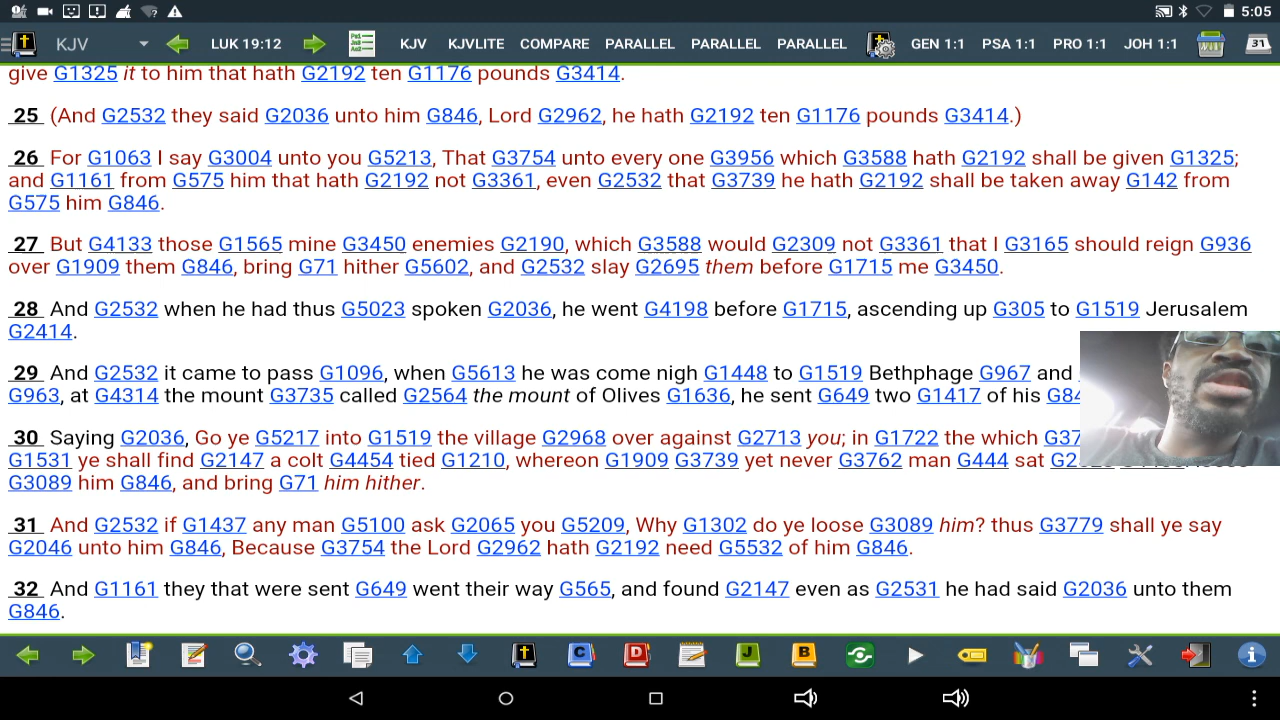 5:05
KJV LUK 19:12 KJV KJVLITE COMPARE PARALLEL PARALLEL PARALLEL GEN 1:1 PSA 1:1 PRO 1:1 JOH 1:1 31
give G1325 it to him that hath G2192 ten G1176 pounds G3414.
25 (And G2532 they said G2036 unto him G846, Lord G2962, he hath G2192 ten G1176 pounds G3414.)
26 For G1063 I say G3004 unto you G5213, That G3754 unto every one G3956 which G3588 hath G2192 shall be given G1325;
and G1161 from G575 him that hath G2192 not G3361, even G2532 that G3739 he hath G2192 shall be taken away G142 from
G575 him G846.
27 But G4133 those G1565 mine G3450 enemies G2190, which G3588 would G2309 not G3361 that I G3165 should reign G936
over G1909 them G846, bring G71 hither G5602, and G2532 slay G2695 them before G1715 me G3450.
28 And G2532 when he had thus G5023 spoken G2036, he went G4198 before G1715, ascending up G305 to G1519 Jerusalem
G2414.
29 And G2532 it came to pass G1096, when G5613 he was come nigh G1448 to G1519 Bethphage G967 and
G963, at G4314 the mount G3735 called G2564 the mount of Olives G1636, he sent G649 two G1417 of his
30 Saying G2036, Go ye G5217 into G1519 the village G2968 over against G2713 you; in G1722 the which
G1531 ye shall find G2147 a colt G4454 tied G1210, whereon G1909 G3739 yet never G3762 man G444 sat
G3089 him G846, and bring G71 him hither.
31 And G2532 if G1437 any man G5100 ask G2065 you G5209, Why G1302 do ye loose G3089 him? thus G3779 shall ye say
G2046 unto him G846, Because G3754 the Lord G2962 hath G2192 need G5532 of him G846.
32 And G1161 they that were sent G649 went their way G565, and found G2147 even as G2531 he had said G2036 unto them
G846.
C D J B